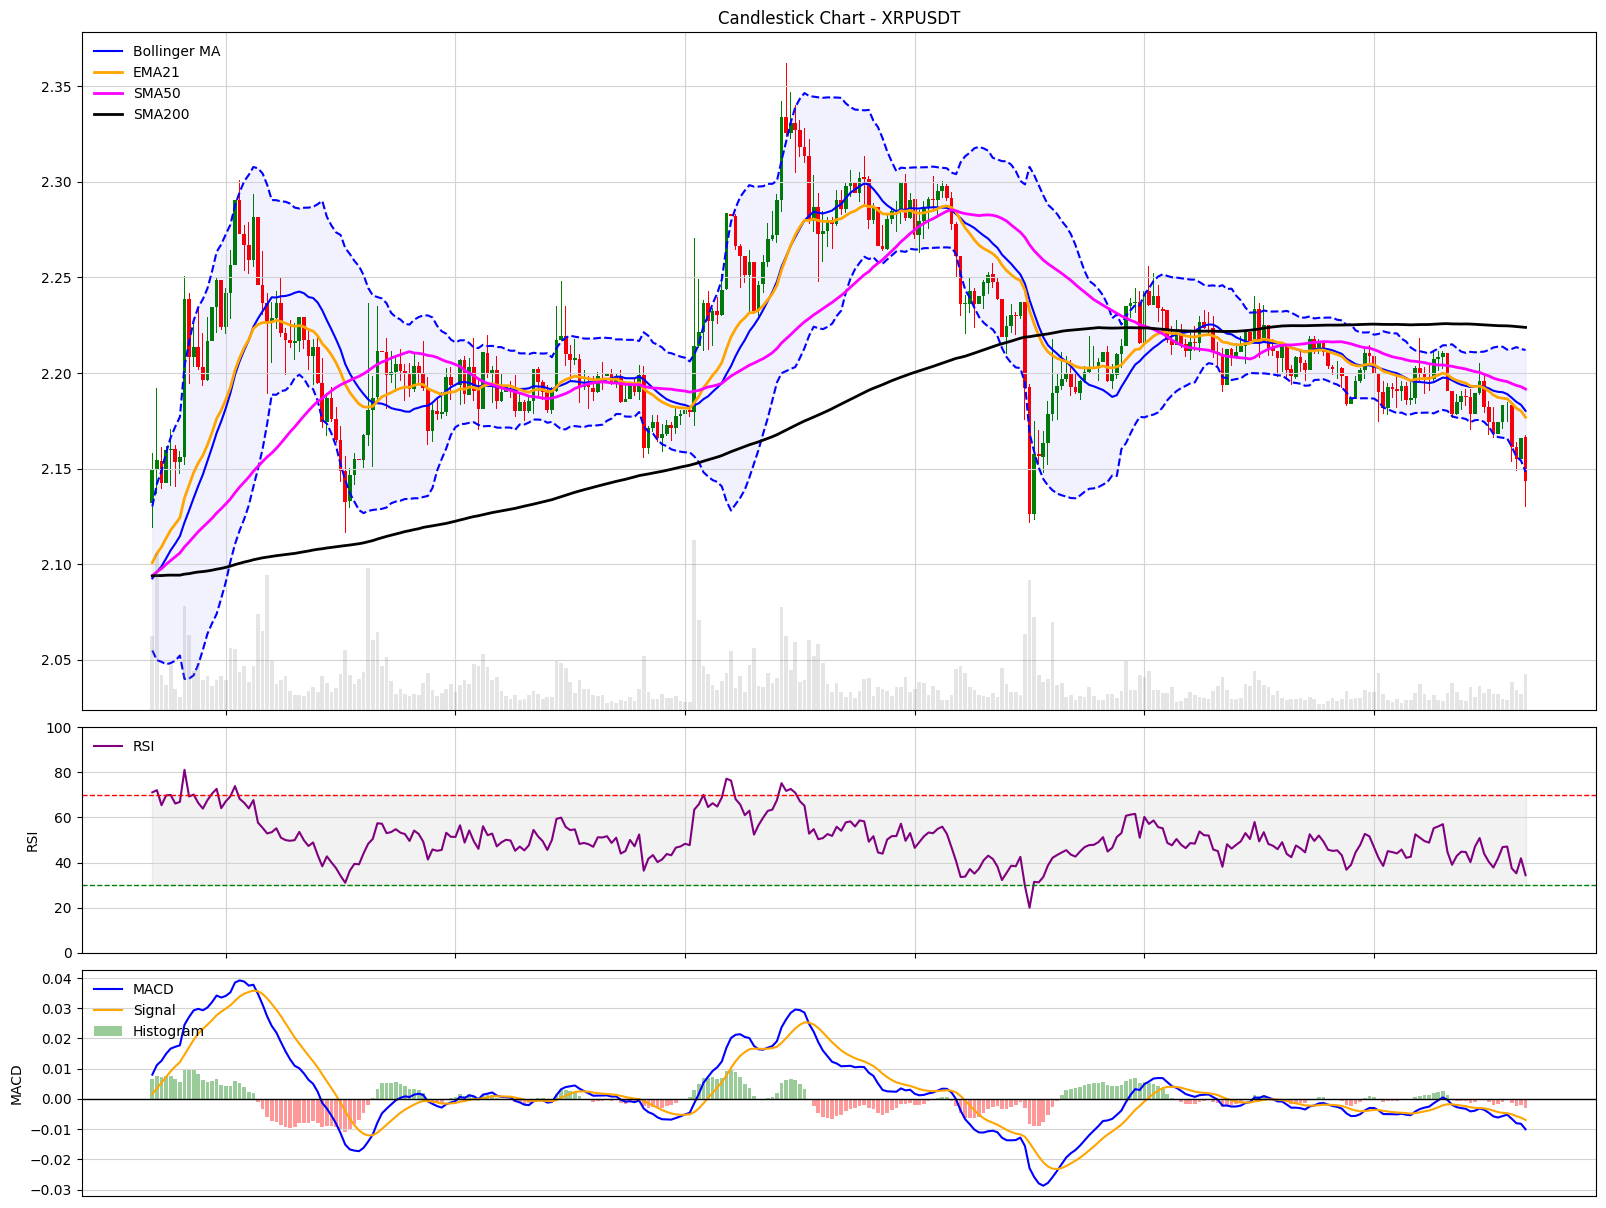 Candlestick Chart - XRPUSDT
Bollinger MA
EMA21
SMA50
SMA200
2.35
2.30
2.25
2.20
2.15
2.10
2.05
RSI
100
80
60
40
20
0
RSI
MACD
Signal
Histogram
0.04
0.03
0.02
0.01
0.00
−0.01
−0.02
−0.03
MACD